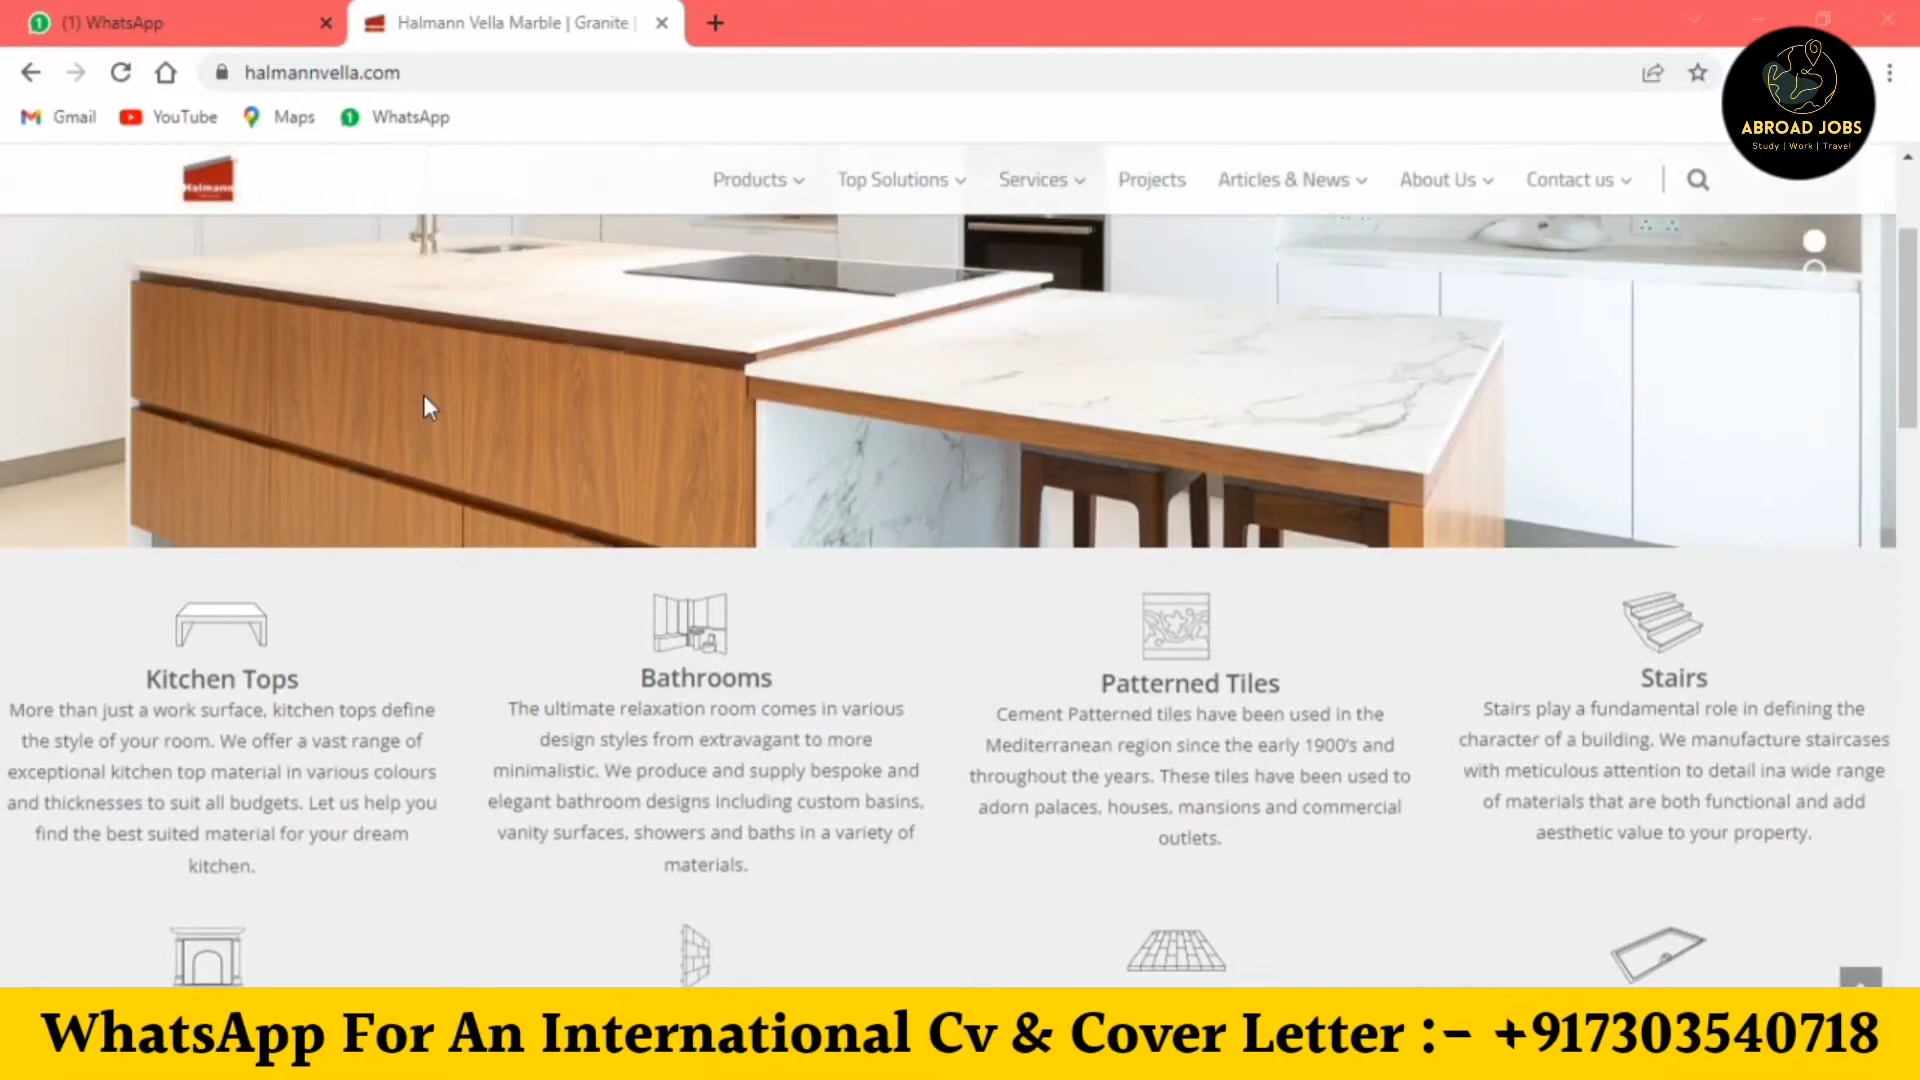 (1) WhatsApp
Halmann Vella Marble | Granite |
halmannvella.com
Gmail
YouTube
Maps
WhatsApp
ABROAD JOBS
Study | Work | Travel
Halmann
Products
Top Solutions
Services
Projects
Articles & News
About Us
Contact us
Kitchen Tops
More than just a work surface, kitchen tops define
the style of your room. We offer a vast range of
exceptional kitchen top material in various colours
and thicknesses to suit all budgets. Let us help you
find the best suited material for your dream
kitchen.
Bathrooms
The ultimate relaxation room comes in various
design styles from extravagant to more
minimalistic. We produce and supply bespoke and
elegant bathroom designs including custom basins,
vanity surfaces, showers and baths in a variety of
materials.
Patterned Tiles
Cement Patterned tiles have been used in the
Mediterranean region since the early 1900's and
throughout the years. These tiles have been used to
adorn palaces, houses, mansions and commercial
outlets.
Stairs
Stairs play a fundamental role in defining the
character of a building. We manufacture staircases
with meticulous attention to detail ina wide range
of materials that are both functional and add
aesthetic value to your property.
WhatsApp For An International Cv & Cover Letter :- +917303540718